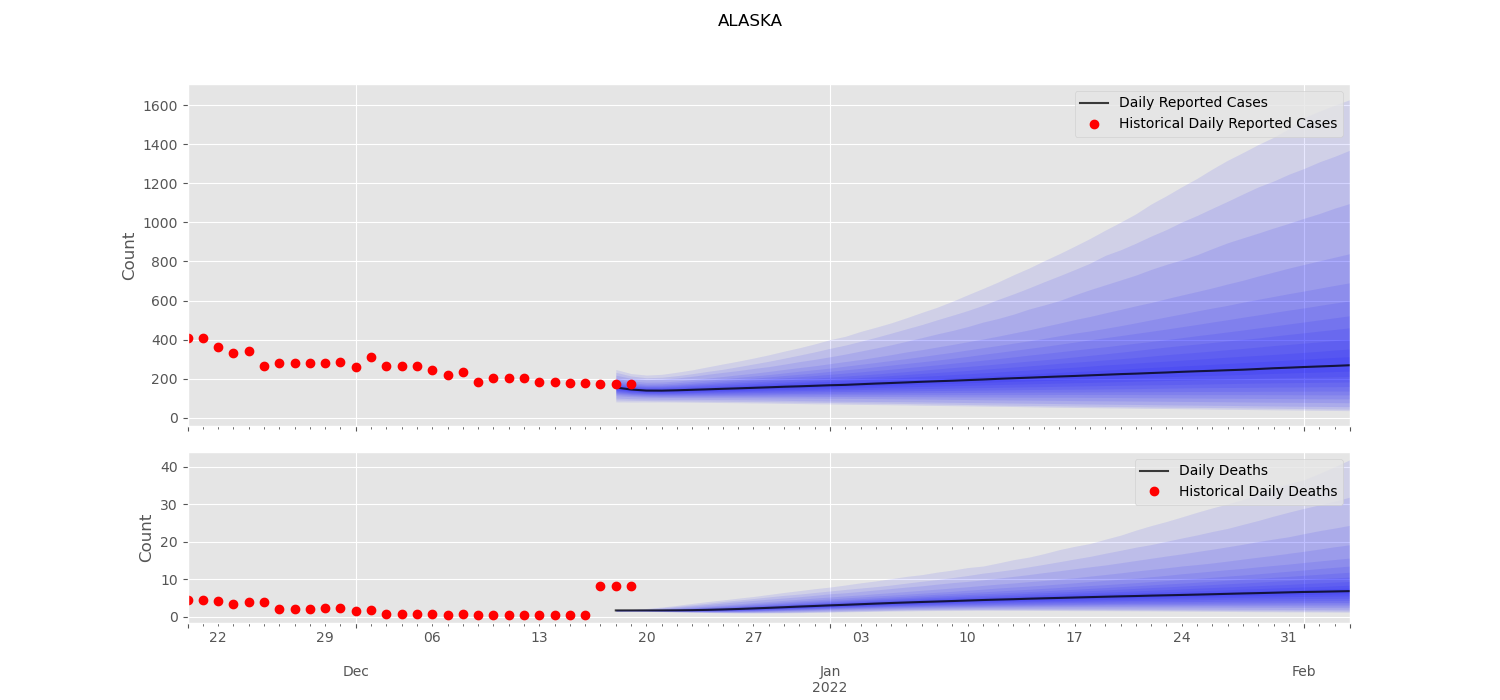 ALASKA
1600
1400
1200
1000
800
600
400
200
0
Count
Daily Reported Cases
Historical Daily Reported Cases
40
30
20
10
0
Count
Daily Deaths
Historical Daily Deaths
22 29 06 13 20 27 03 10 17 24 31
Dec Jan Feb
2022